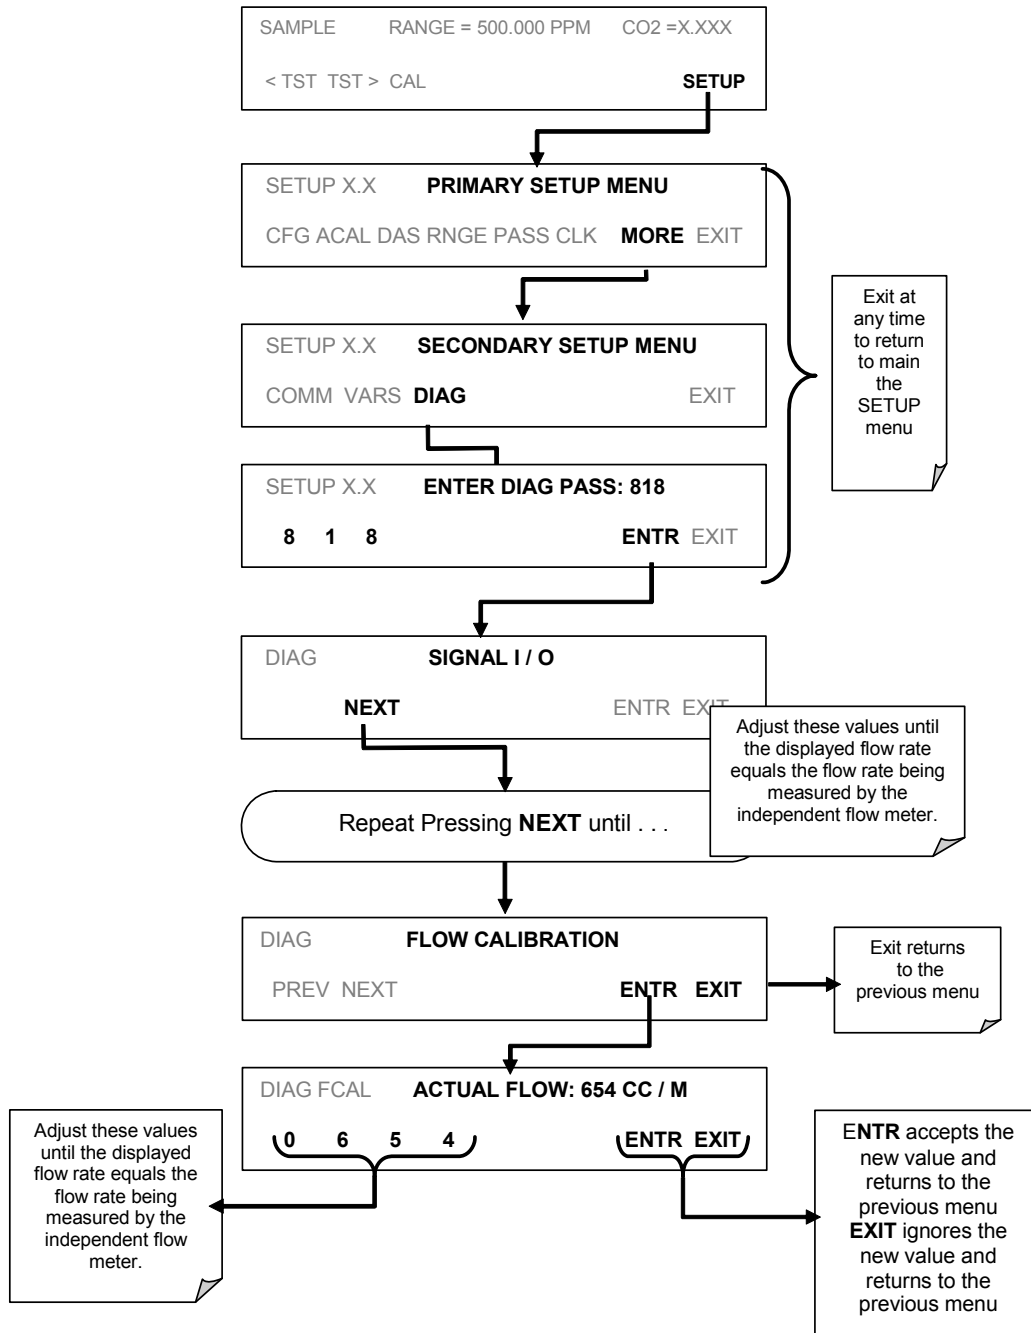 SAMPLE RANGE = 500.000 PPM CO2 =X.XXX
< TST TST > CAL SETUP
SETUP X.X PRIMARY SETUP MENU
CFG ACAL DAS RNGE PASS CLK MORE EXIT
SETUP X.X SECONDARY SETUP MENU
COMM VARS DIAG EXIT
SETUP X.X ENTER DIAG PASS: 818
8 1 8 ENTR EXIT
Exit at
any time
to return
to main
the
SETUP
menu
DIAG SIGNAL I / O
NEXT ENTR EXIT
Adjust these values until
the displayed flow rate
equals the flow rate being
measured by the
independent flow meter.
Repeat Pressing NEXT until . . .
DIAG FLOW CALIBRATION
PREV NEXT ENTR EXIT
Exit returns
to the
previous menu
DIAG FCAL ACTUAL FLOW: 654 CC / M
0 6 5 4 ENTR EXIT
Adjust these values
until the displayed
flow rate equals the
flow rate being
measured by the
independent flow
meter.
ENTR accepts the
new value and
returns to the
previous menu
EXIT ignores the
new value and
returns to the
previous menu